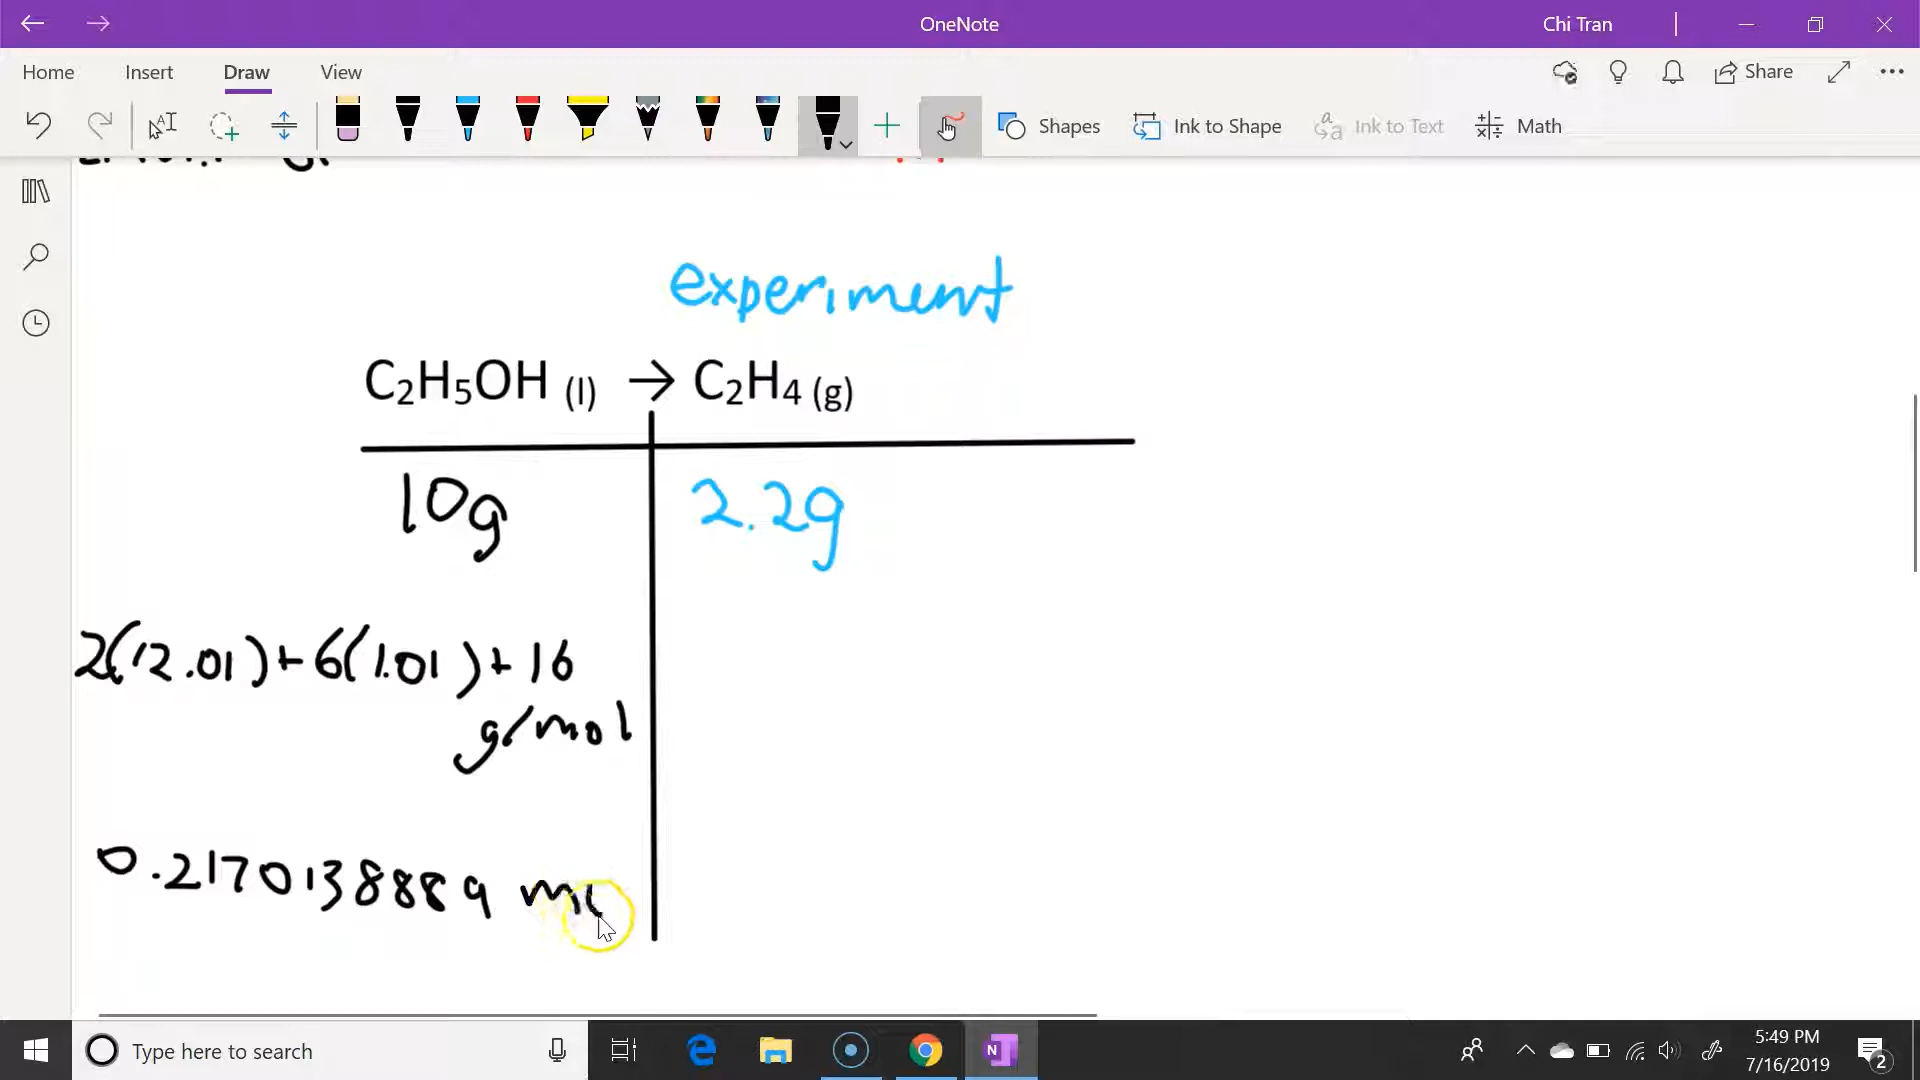 OneNote
Chi Tran
Home Insert Draw View
Share
Shapes Ink to Shape Ink to Text Math
experiment
C₂H₅OH (l) → C₂H₄ (g)
10g 2.2g
2(12.01)+6(1.01)+16
g/mol
0.2170138889
Type here to search
5:49 PM
7/16/2019
2